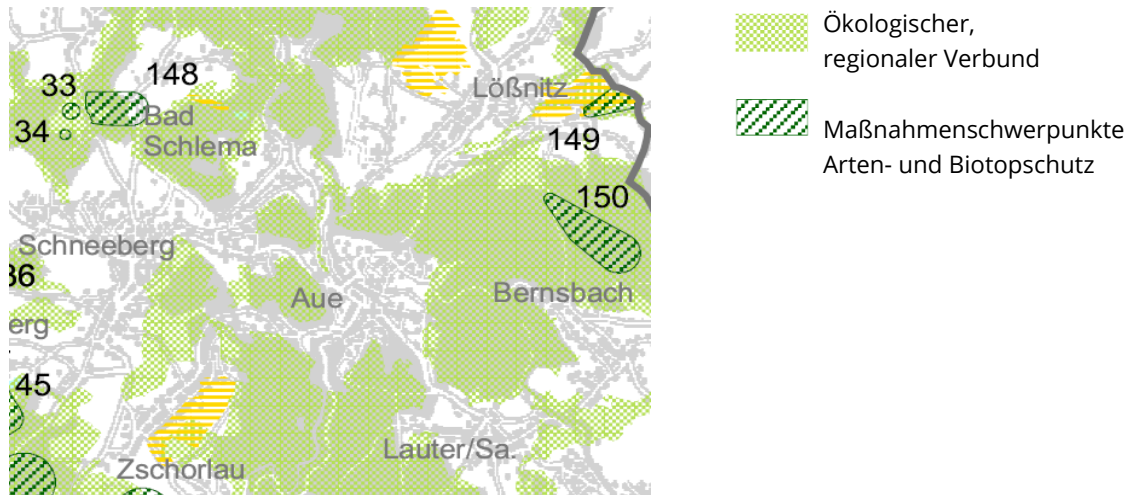 33
148
34
Bad
Schlema
Lößnitz
149
150
Schneeberg
36
Aue
Bernsbach
erg
45
Lauter/Sa.
Zschorlau
Ökologischer,
regionaler Verbund
Maßnahmenschwerpunkte
Arten- und Biotopschutz